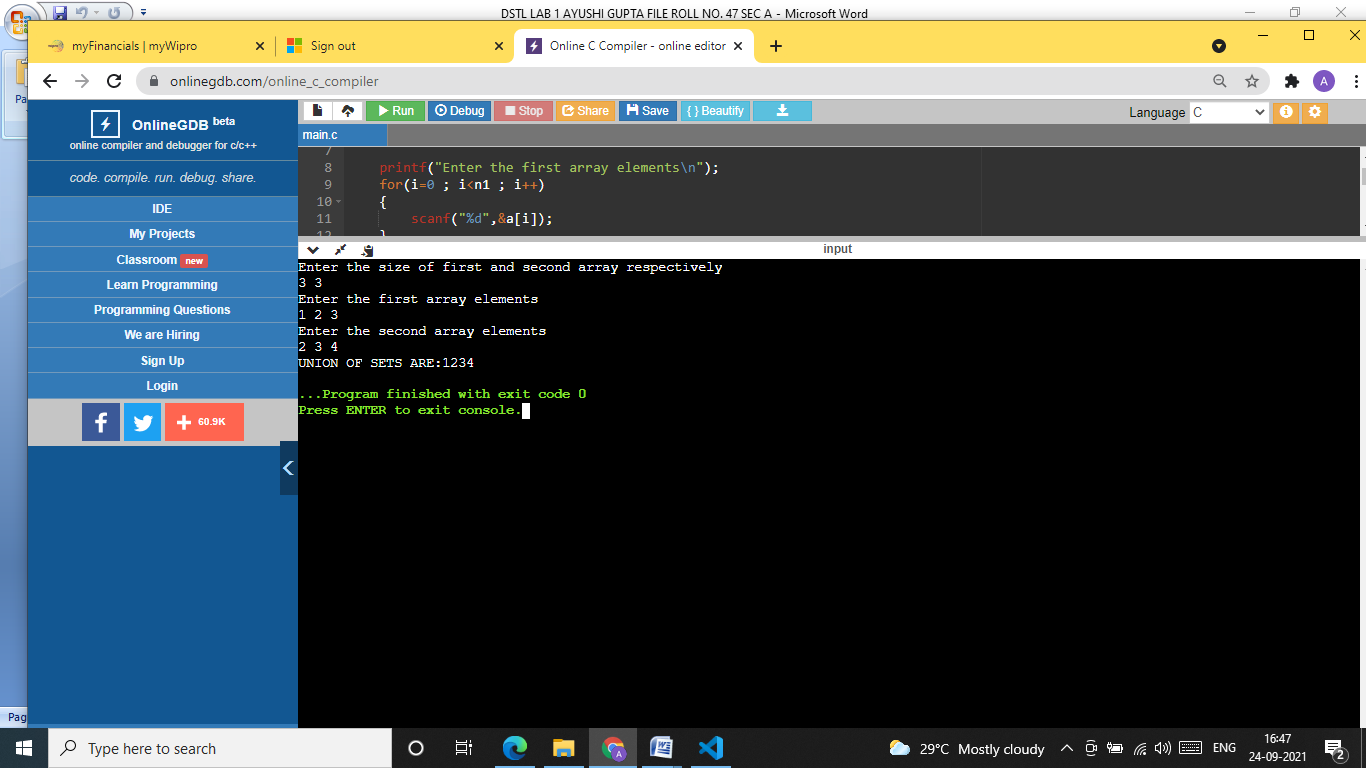 DSTL LAB 1 AYUSHI GUPTA FILE ROLL NO. 47 SEC A - Microsoft Word
myFinancials | myWipro
Sign out
Online C Compiler - online editor
onlinegdb.com/online_c_compiler
A
Pa
OnlineGDB beta
online compiler and debugger for c/c++
code. compile. run. debug. share.
IDE
My Projects
Classroom new
Learn Programming
Programming Questions
We are Hiring
Sign Up
Login
60.9K
Run Debug Stop Share Save { } Beautify
Language C
main.c
7
8 printf("Enter the first array elements\n");
9 for(i=0 ; i<n1 ; i++)
10 {
11 scanf("%d",&a[i]);
12 }
input
Enter the size of first and second array respectively
3 3
Enter the first array elements
1 2 3
Enter the second array elements
2 3 4
UNION OF SETS ARE:1234
...Program finished with exit code 0
Press ENTER to exit console.
Pag
Type here to search
29°C Mostly cloudy
ENG
16:47
24-09-2021
2